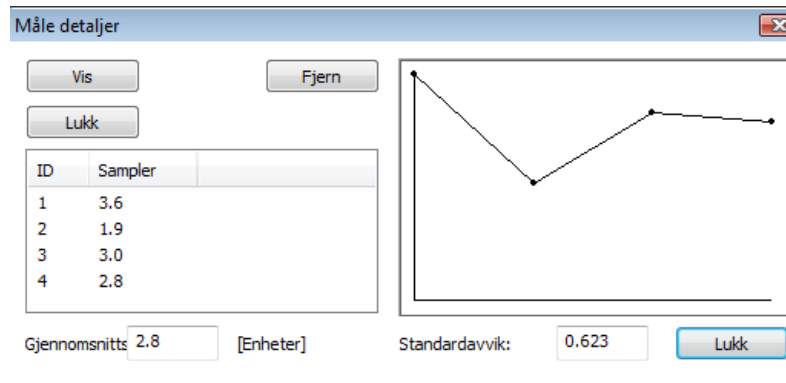 Måle detaljer
Vis
Fjern
Lukk
ID Sampler
1 3.6
2 1.9
3 3.0
4 2.8
Gjennomsnitts 2.8 [Enheter]
Standardavvik: 0.623
Lukk